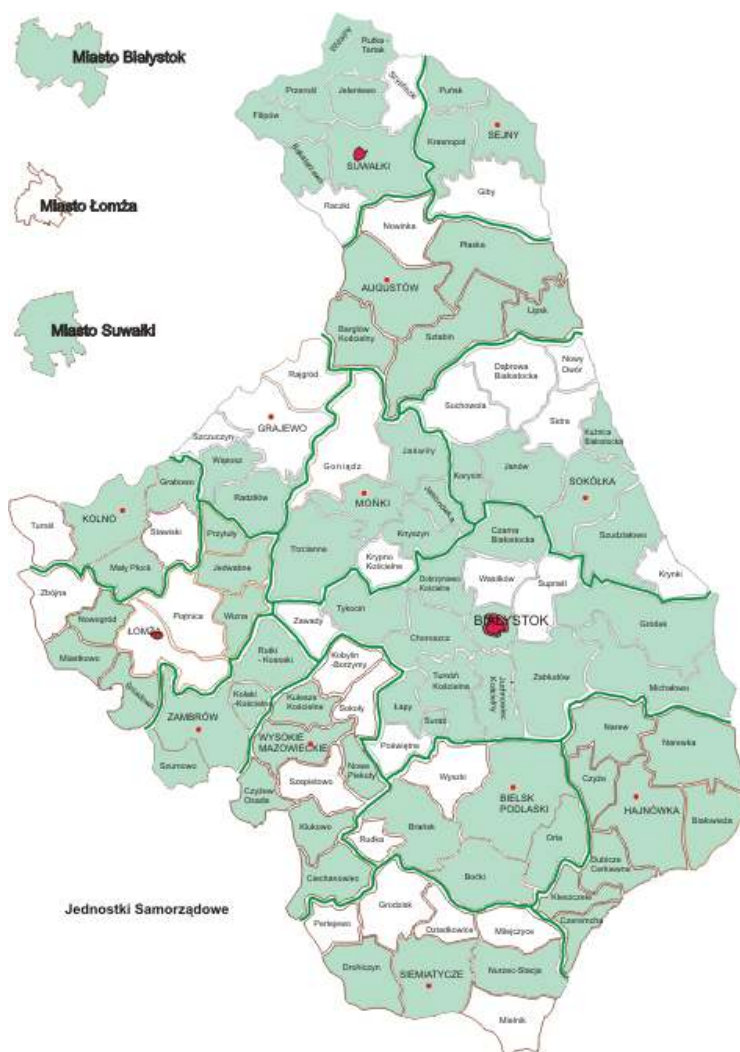 Miasto Białystok
Miasto Łomża
Miasto Suwałki
Wiżajny
Rutka -
Tartak
Szypliszki
Przerośl
Jeleniewo
Puńsk
Filipów
Bakałarzewo
SUWAŁKI
Krasnopol
SEJNY
Raczki
Giby
Nowinka
Płaska
AUGUSTÓW
Bargłów
Kościelny
Sztabin
Lipsk
Rajgród
Dąbrowa
Białostocka
Nowy
Dwór
Suchowola
Sidra
Szczuczyn
GRAJEWO
Kuźnica
Białostocka
Wąsosz
Goniądz
Jaświły
Korycin
Janów
SOKÓŁKA
Grabowo
Radziłów
MOŃKI
Jasionówka
KOLNO
Turośl
Stawiski
Przytuły
Trzcianne
Knyszyn
Czarna
Białostocka
Szudziałowo
Mały Płock
Jedwabne
Krypno
Kościelne
Dobrzyniewo
Kościelne
Wasilków
Supraśl
Krynki
Zbójna
Nowogród
ŁOMŻA
Piątnica
Wizna
Zawady
Tykocin
BIAŁYSTOK
Gródek
Miastkowo
Choroszcz
Śniadowo
Rutki
- Kossaki
Kobylin
-Borzymy
Turośń
Kościelna
Juchnowiec
Kościelny
Zabłudów
Michałowo
ZAMBRÓW
Kołaki
-Kościelne
Kulesze
Kościelne
Sokoły
Łapy
Suraż
Szumowo
WYSOKIE
MAZOWIECKIE
Nowe
Piekuty
Poświętne
Narew
Narewka
Czyżew
Osada
Szepietowo
Wyszki
BIELSK
PODLASKI
Czyże
HAJNÓWKA
Białowieża
Klukowo
Rudka
Brańsk
Orla
Dubicze
Cerkiewne
Ciechanowiec
Boćki
Kleszczele
Czeremcha
Jednostki Samorządowe
Perlejewo
Grodzisk
Dziadkowice
Milejczyce
Drohiczyn
SIEMIATYCZE
Nurzec-Stacja
Mielnik